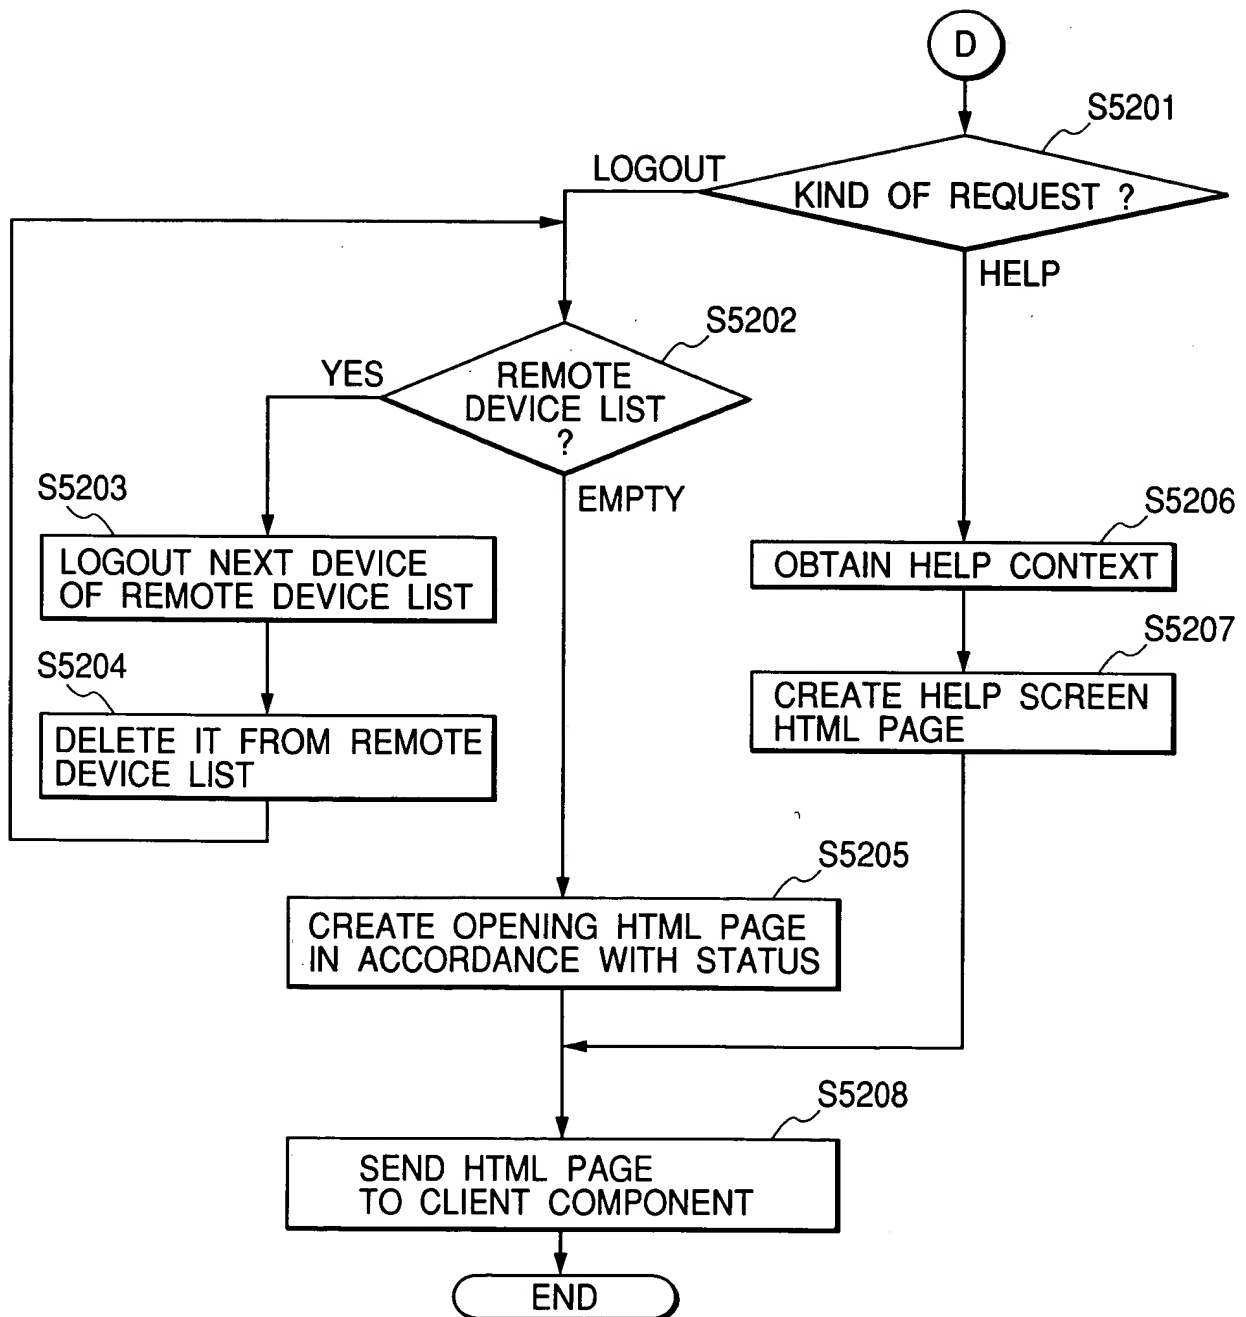 D
S5201
LOGOUT
KIND OF REQUEST ?
HELP
S5202
YES
REMOTE
DEVICE LIST
?
EMPTY
S5203
LOGOUT NEXT DEVICE
OF REMOTE DEVICE LIST
S5204
DELETE IT FROM REMOTE
DEVICE LIST
S5206
OBTAIN HELP CONTEXT
S5207
CREATE HELP SCREEN
HTML PAGE
S5205
CREATE OPENING HTML PAGE
IN ACCORDANCE WITH STATUS
S5208
SEND HTML PAGE
TO CLIENT COMPONENT
END